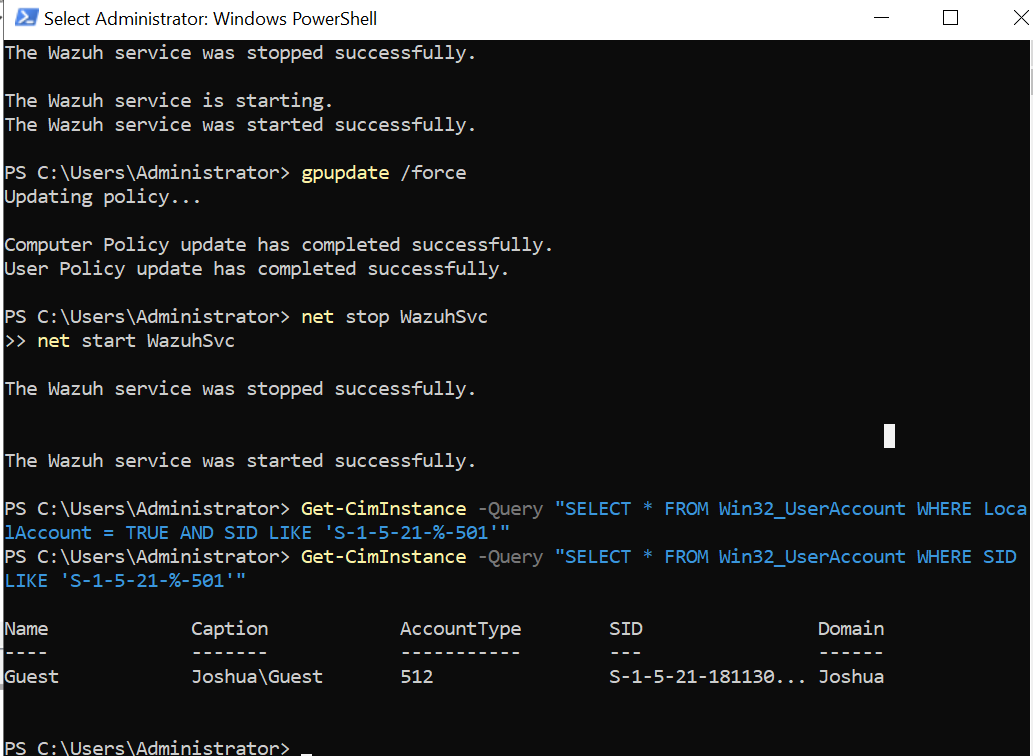 Select Administrator: Windows PowerShell
The Wazuh service was stopped successfully.
The Wazuh service is starting.
The Wazuh service was started successfully.
PS C:\Users\Administrator> gpupdate /force
Updating policy...
Computer Policy update has completed successfully.
User Policy update has completed successfully.
PS C:\Users\Administrator> net stop WazuhSvc
>> net start WazuhSvc
The Wazuh service was stopped successfully.
The Wazuh service was started successfully.
PS C:\Users\Administrator> Get-CimInstance -Query "SELECT * FROM Win32_UserAccount WHERE Loca
lAccount = TRUE AND SID LIKE 'S-1-5-21-%-501'"
PS C:\Users\Administrator> Get-CimInstance -Query "SELECT * FROM Win32_UserAccount WHERE SID
LIKE 'S-1-5-21-%-501'"
Name Caption AccountType SID Domain
---- ------- ----------- --- ------
Guest Joshua\Guest 512 S-1-5-21-181130... Joshua
PS C:\Users\Administrator> _